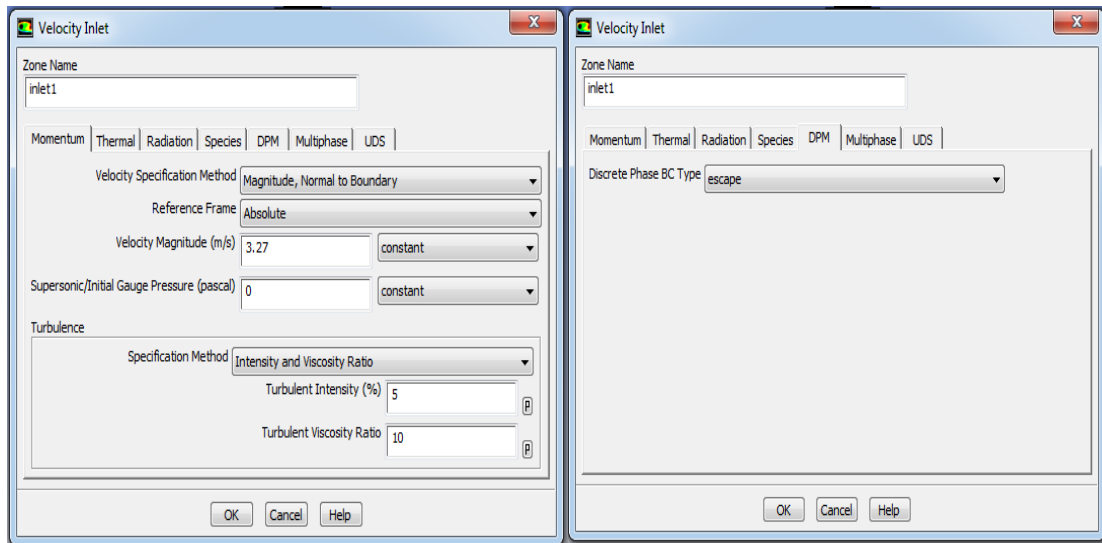 Velocity Inlet
Zone Name
inlet1
Momentum Thermal Radiation Species DPM Multiphase UDS
Velocity Specification Method Magnitude, Normal to Boundary
Reference Frame Absolute
Velocity Magnitude (m/s) 3.27 constant
Supersonic/Initial Gauge Pressure (pascal) 0 constant
Turbulence
Specification Method Intensity and Viscosity Ratio
Turbulent Intensity (%) 5 P
Turbulent Viscosity Ratio 10 P
OK Cancel Help
Velocity Inlet
Zone Name
inlet1
Momentum Thermal Radiation Species DPM Multiphase UDS
Discrete Phase BC Type escape
OK Cancel Help